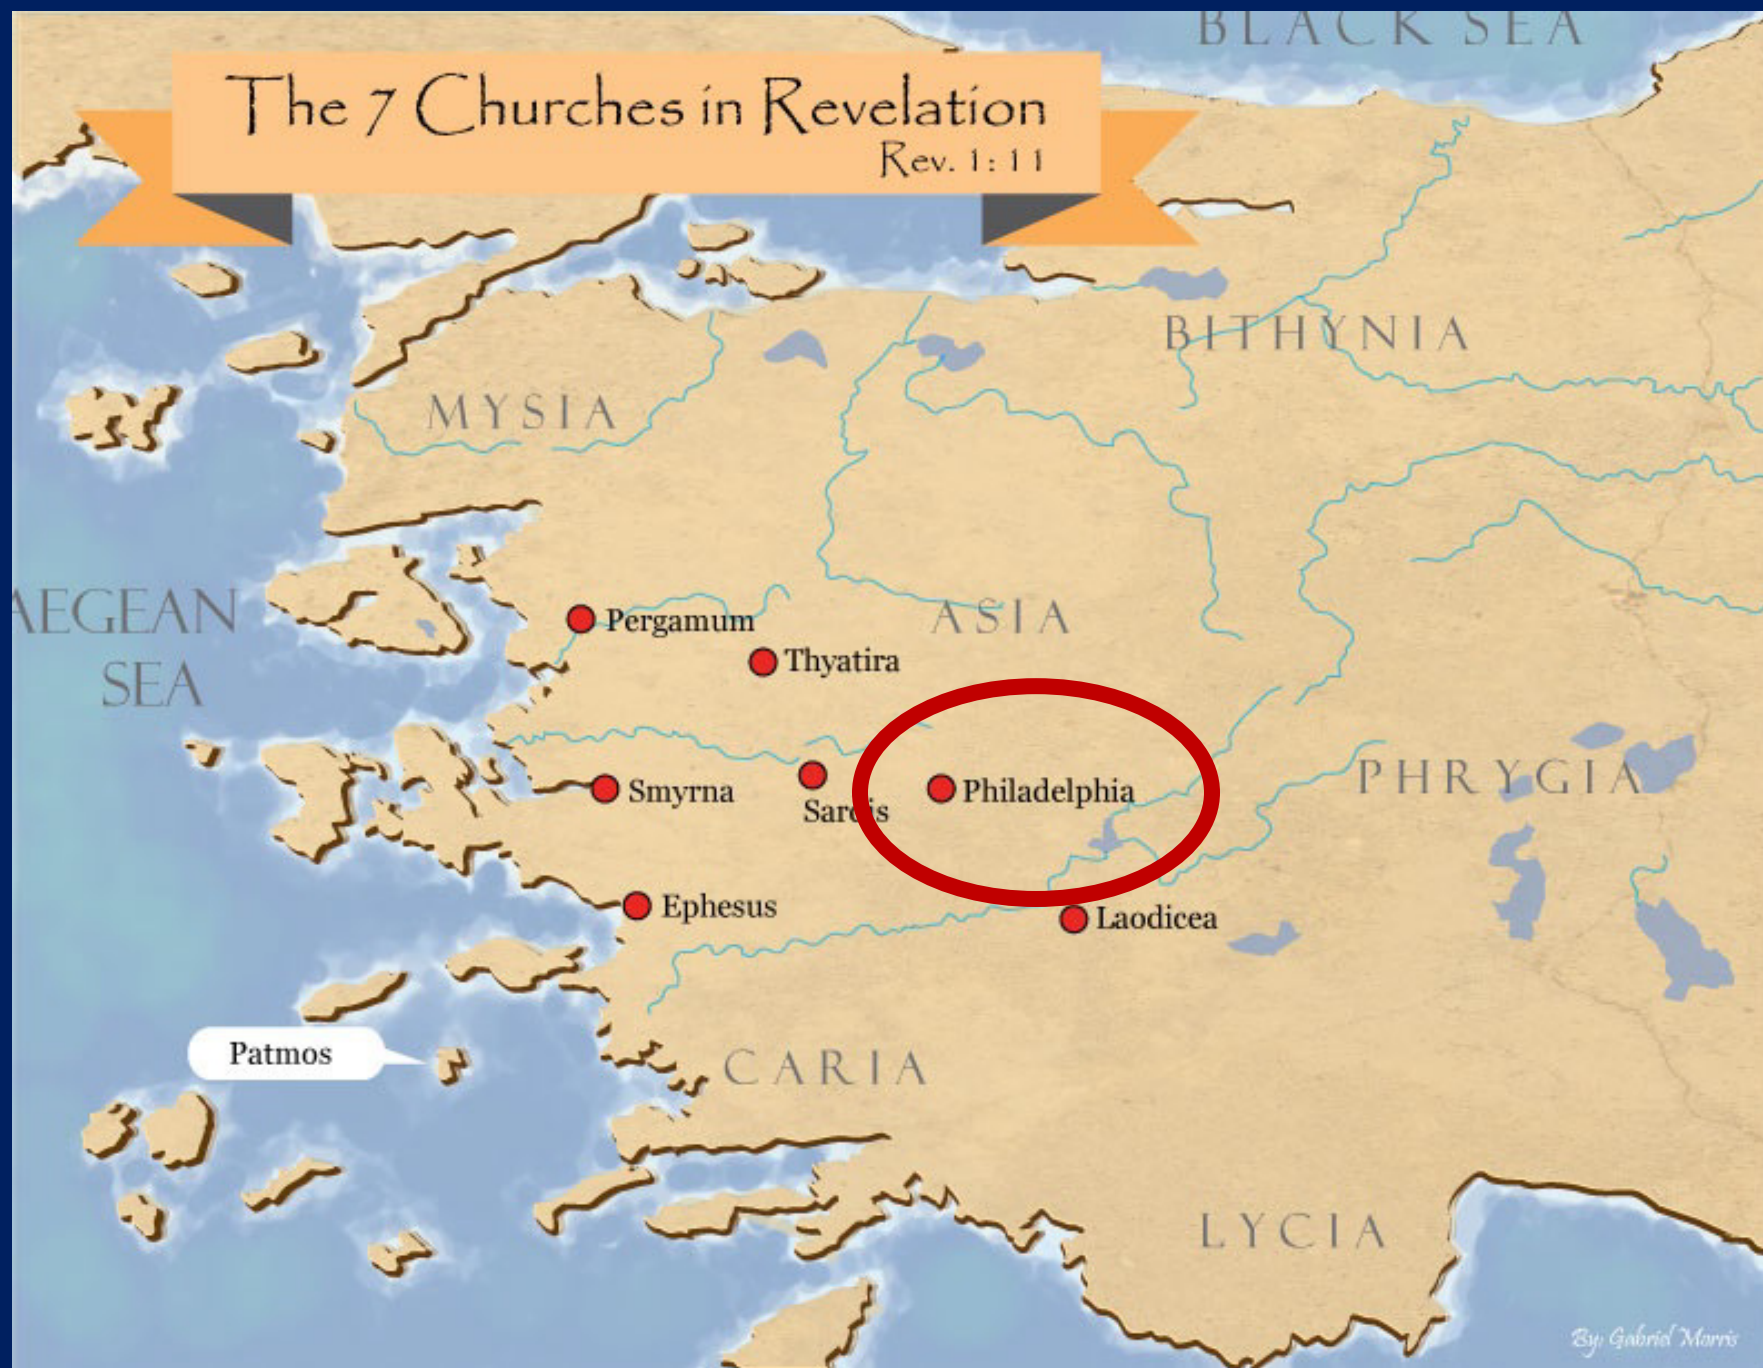 BLACK SEA
The 7 Churches in Revelation
Rev. 1:11
BITHYNIA
MYSIA
AEGEAN
SEA
ASIA
Pergamum
Thyatira
PHRYGIA
Smyrna
Sardis
Philadelphia
Ephesus
Laodicea
Patmos
CARIA
LYCIA
By: Gabriel Morris